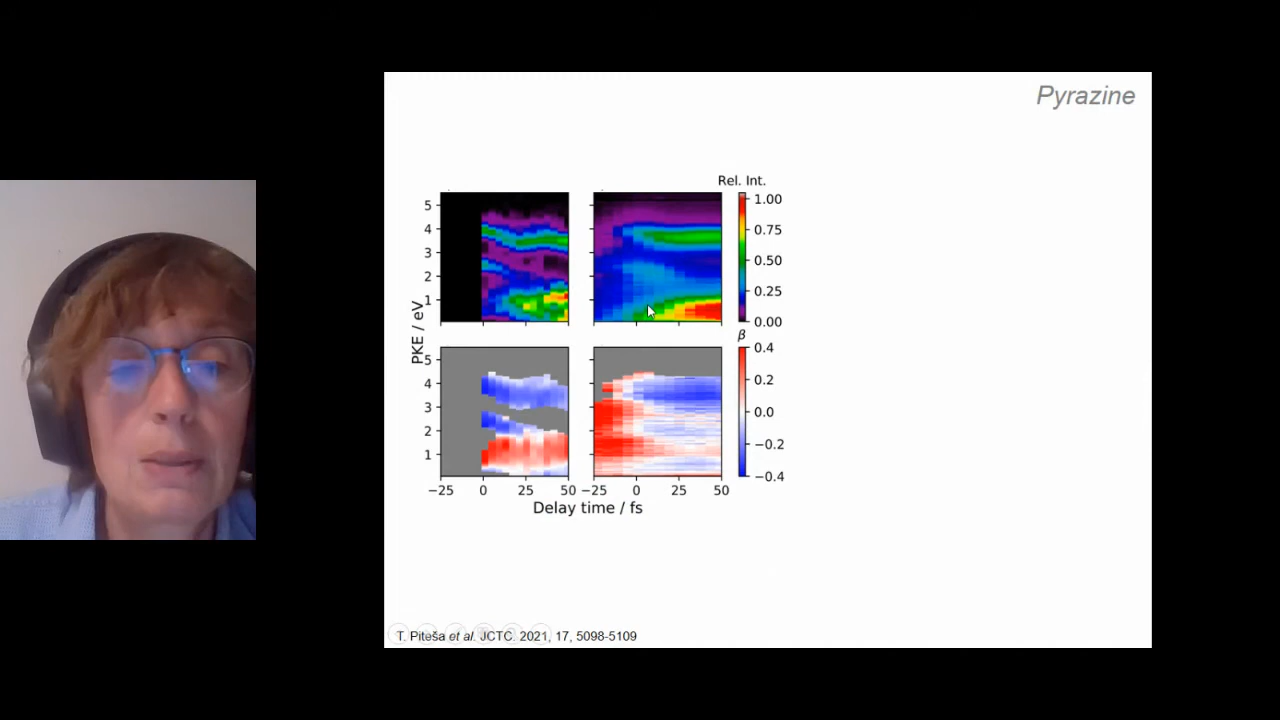 Pyrazine
Rel. Int.
5
4
3
2
1
1.00
0.75
0.50
0.25
0.00
PKE / eV
β
5
4
3
2
1
0.4
0.2
0.0
−0.2
−0.4
−25 0 25 50 −25 0 25 50
Delay time / fs
T. Piteša et al. JCTC. 2021, 17, 5098-5109